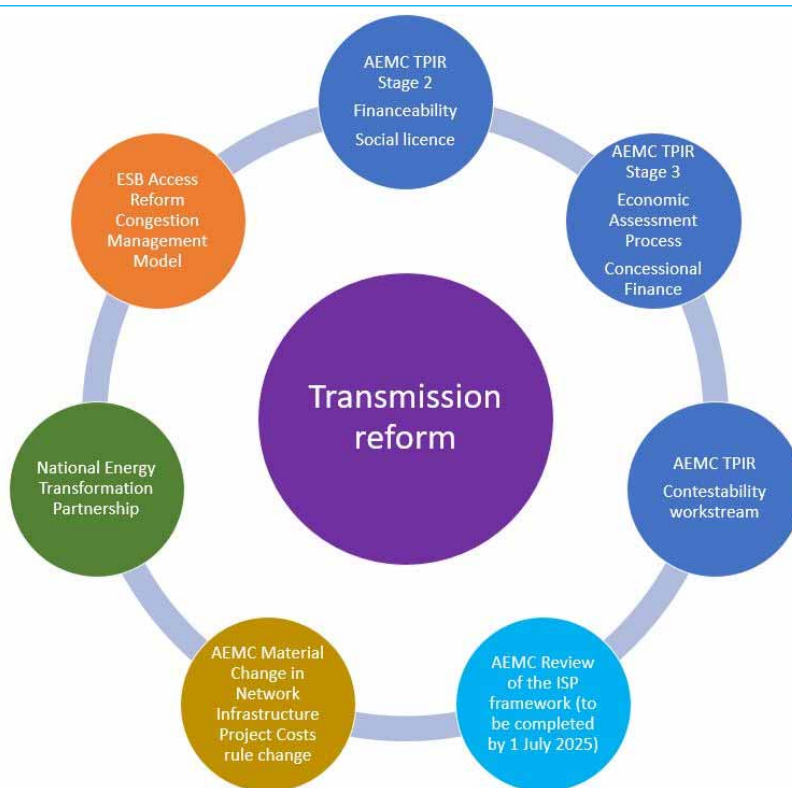 AEMC TPIR
Stage 2
Financeability
Social licence
AEMC TPIR
Stage 3
Economic
Assessment
Process
Concessional
Finance
AEMC TPIR
Contestability
workstream
AEMC Review
of the ISP
framework (to
be completed
by 1 July 2025)
AEMC Material
Change in
Network
Infrastructure
Project Costs
rule change
National Energy
Transformation
Partnership
ESB Access
Reform
Congestion
Management
Model
Transmission
reform